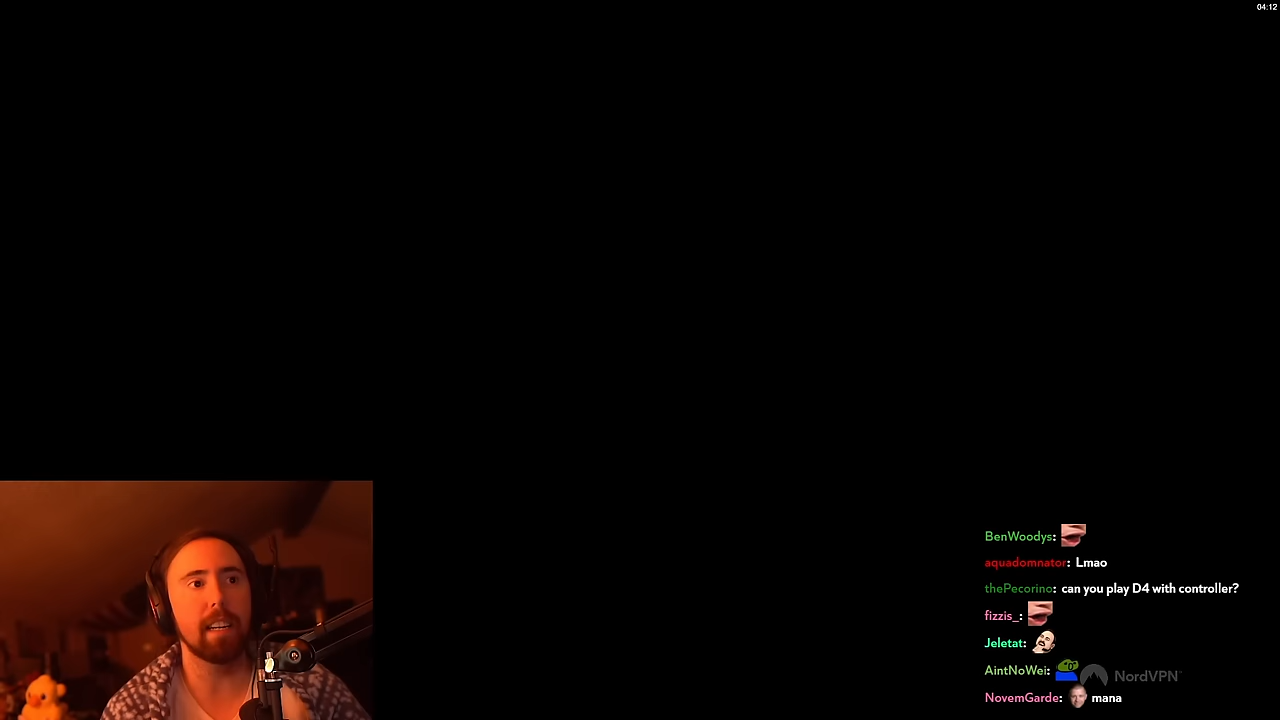 04:12
BenWoodys:
aquadomnator: Lmao
thePecorino: can you play D4 with controller?
fizzis_:
Jeletat:
AintNoWei:
NordVPN
NovemGarde: mana